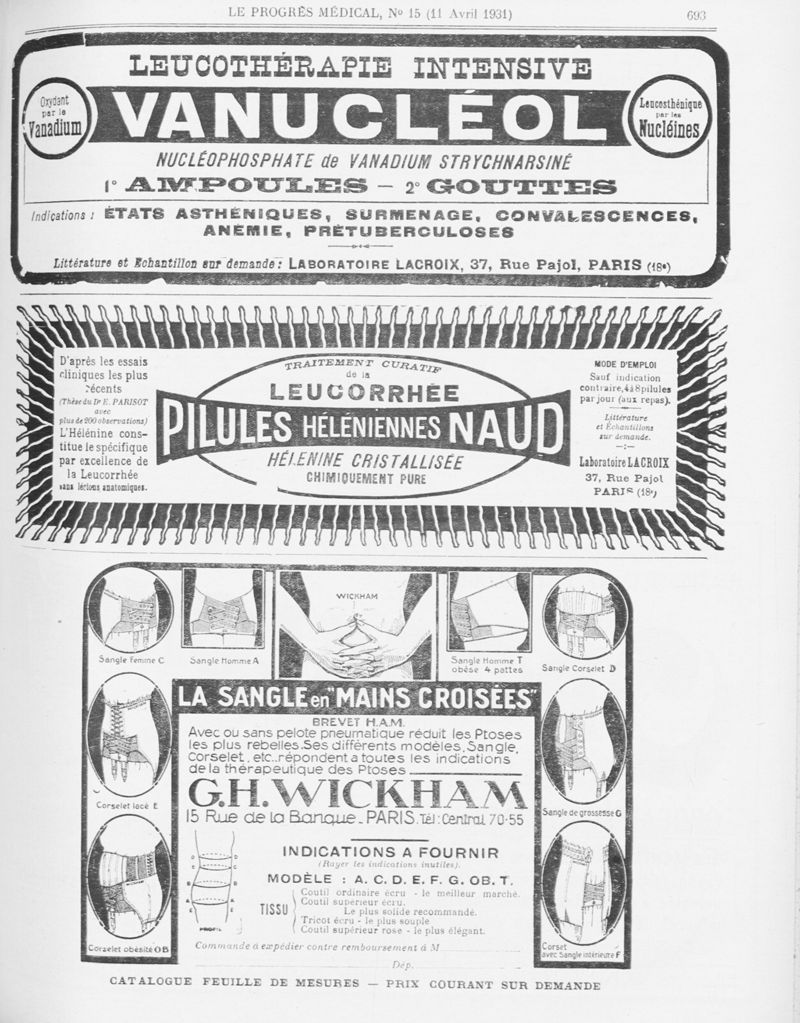 LE PROGRÈS MÉDICAL, No 15 (11 Avril 1931)
693
LEUCOTHÉRAPIE INTENSIVE
Oxydant
par le
Vanadium
VANUCLÉOL
Leucosthénique
par les
Nucléines
NUCLÉOPHOSPHATE de VANADIUM STRYCHNARSINÉ
1° AMPOULES — 2° GOUTTES
Indications : ÉTATS ASTHÉNIQUES, SURMENAGE, CONVALESCENCES,
ANÉMIE, PRÉTUBERCULOSES
Littérature et Échantillon sur demande : LABORATOIRE LACROIX, 37, Rue Pajol, PARIS (18e)
D'après les essais
cliniques les plus
récents
(Thèse du Dr E. PARISOT
avec
plus de 200 observations)
L'Hélénine cons-
titue le spécifique
par excellence de
la Leucorrhée
sans lésions anatomiques.
TRAITEMENT CURATIF
de la
LEUCORRHÉE
PILULES HÉLENIENNES NAUD
HÉLENINE CRISTALLISÉE
CHIMIQUEMENT PURE
MODE D'EMPLOI
Sauf indication
contraire, 4 à 8 pilules
par jour (aux repas).
Littérature
et Échantillons
sur demande.
Laboratoire LACROIX
37, Rue Pajol
PARIS (18e)
WICKHAM
Sangle femme C
Sangle Homme A
Sangle Homme T
obèse 4 pattes
Sangle Corselet D
LA SANGLE en "MAINS CROISÉES"
BREVET H.A.M.
Avec ou sans pelote pneumatique réduit les Ptoses
les plus rebelles. Ses différents modèles, Sangle,
Corselet, etc.. répondent a toutes les indications
de la thérapeutique des Ptoses
G.H. WICKHAM
15 Rue de la Banque - PARIS. Tél: Central 70-55
Corselet lacé E
Sangle de grossesse G
INDICATIONS A FOURNIR
(Rayer les indications inutiles).
MODÈLE : A. C. D. E. F. G. OB. T.
TISSU
Coutil ordinaire écru - le meilleur marché.
Coutil superieur écru.
Le plus solide recommandé.
Tricot écru - le plus souple
Coutil supérieur rose - le plus élégant.
PROFIL
Corselet obésité OB
Corset
avec Sangle intérieure F
Commande à expédier contre remboursement à M
Dép.
CATALOGUE FEUILLE DE MESURES — PRIX COURANT SUR DEMANDE